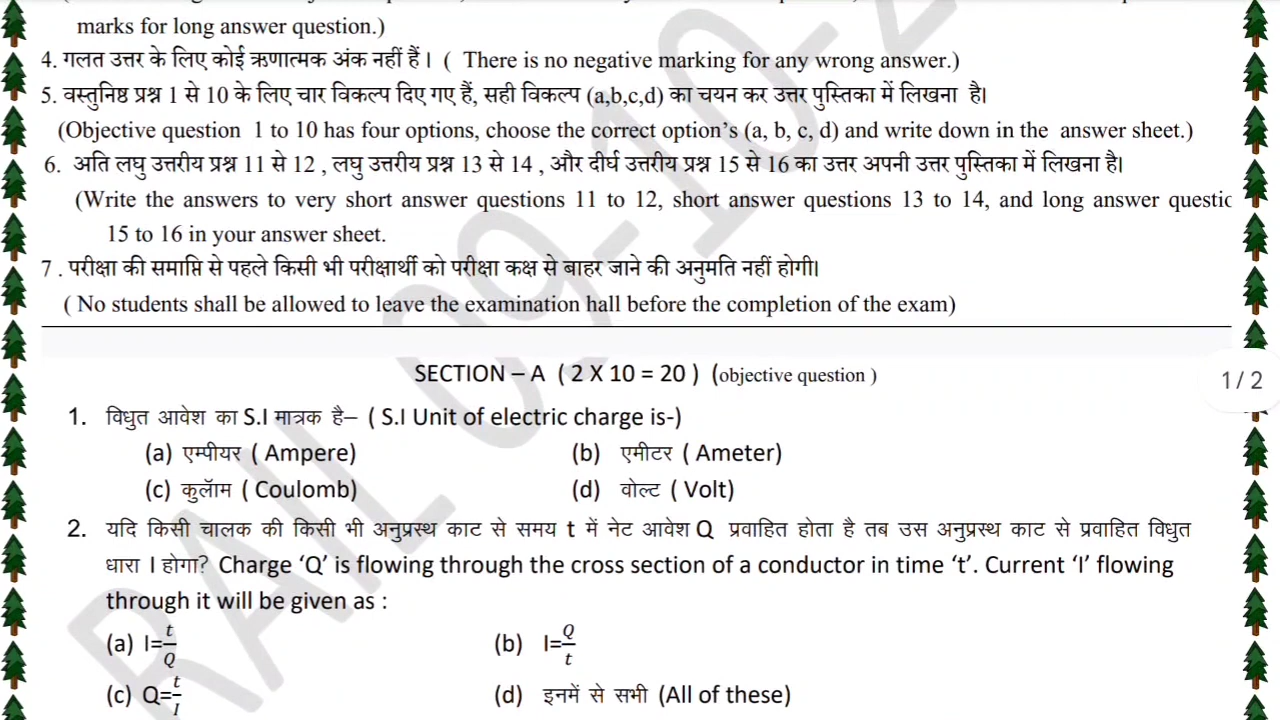 marks for long answer question.)
4. गलत उत्तर के लिए कोई ऋणात्मक अंक नहीं हैं। ( There is no negative marking for any wrong answer.)
5. वस्तुनिष्ठ प्रश्न 1 से 10 के लिए चार विकल्प दिए गए हैं, सही विकल्प (a,b,c,d) का चयन कर उत्तर पुस्तिका में लिखना है।
(Objective question 1 to 10 has four options, choose the correct option’s (a, b, c, d) and write down in the answer sheet.)
6. अति लघु उत्तरीय प्रश्न 11 से 12 , लघु उत्तरीय प्रश्न 13 से 14 , और दीर्घ उत्तरीय प्रश्न 15 से 16 का उत्तर अपनी उत्तर पुस्तिका में लिखना है।
(Write the answers to very short answer questions 11 to 12, short answer questions 13 to 14, and long answer
15 to 16 in your answer sheet.
7 . परीक्षा की समाप्ति से पहले किसी भी परीक्षार्थी को परीक्षा कक्ष से बाहर जाने की अनुमति नहीं होगी।
( No students shall be allowed to leave the examination hall before the completion of the exam)
SECTION – A ( 2 X 10 = 20 ) (objective question )
1 / 2
1. विधुत आवेश का S.I मात्रक है– ( S.I Unit of electric charge is-)
(a) एम्पीयर ( Ampere) (b) एमीटर ( Ameter)
(c) कुलॅाम ( Coulomb) (d) वोल्ट ( Volt)
2. यदि किसी चालक की किसी भी अनुप्रस्थ काट से समय t में नेट आवेश Q प्रवाहित होता है तब उस अनुप्रस्थ काट से प्रवाहित विधुत
धारा I होगा? Charge ‘Q’ is flowing through the cross section of a conductor in time ‘t’. Current ‘I’ flowing
through it will be given as :
(a) I=t/Q (b) I=Q/t
(c) Q=t/I (d) इनमें से सभी (All of these)